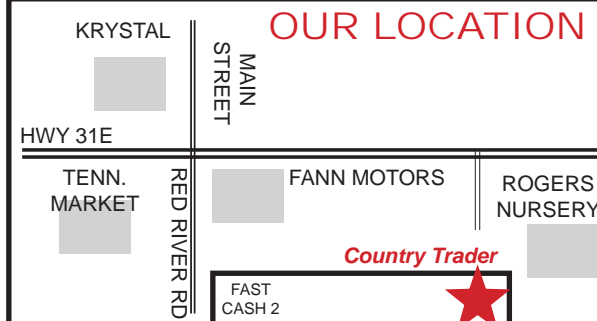 OUR LOCATION
KRYSTAL
MAIN
STREET
HWY 31E
TENN.
MARKET
RED RIVER RD
FANN MOTORS
ROGERS
NURSERY
Country Trader
FAST
CASH 2